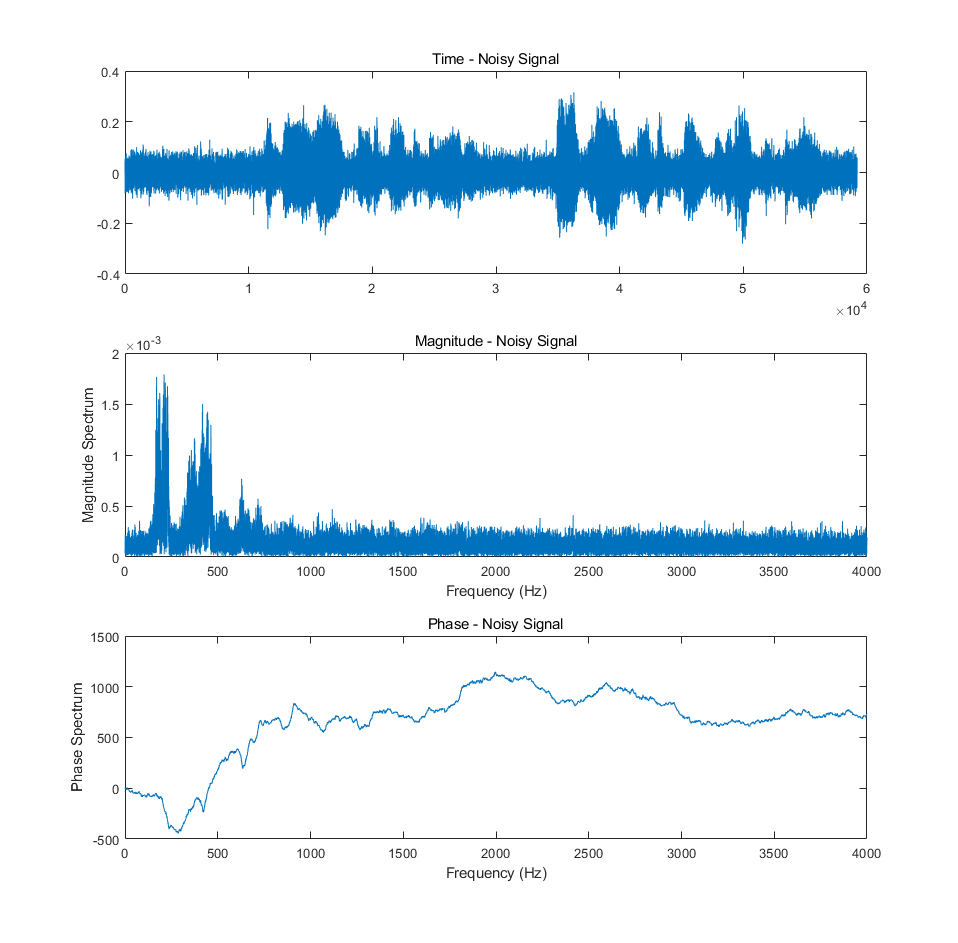 Time - Noisy Signal
0.4
0.2
0
-0.2
-0.4
0 1 2 3 4 5 6
×10^4
Magnitude - Noisy Signal
×10^-3
2
1.5
1
0.5
0
Magnitude Spectrum
0 500 1000 1500 2000 2500 3000 3500 4000
Frequency (Hz)
Phase - Noisy Signal
1500
1000
500
0
-500
Phase Spectrum
0 500 1000 1500 2000 2500 3000 3500 4000
Frequency (Hz)